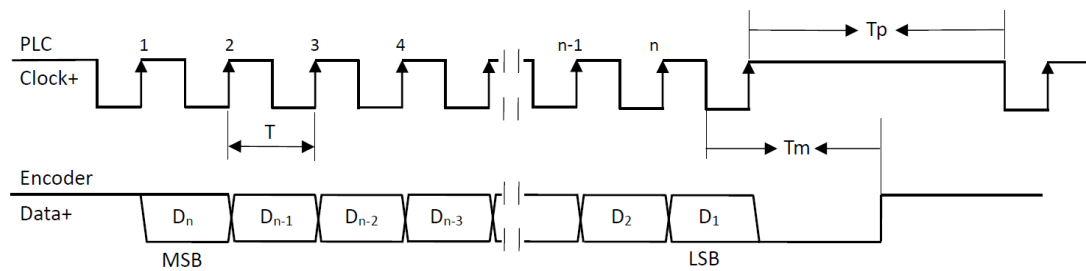 PLC 1 2 3 4 n-1 n Tp
Clock+
T Tm
Encoder
Data+ Dn Dn-1 Dn-2 Dn-3 D2 D1
MSB LSB